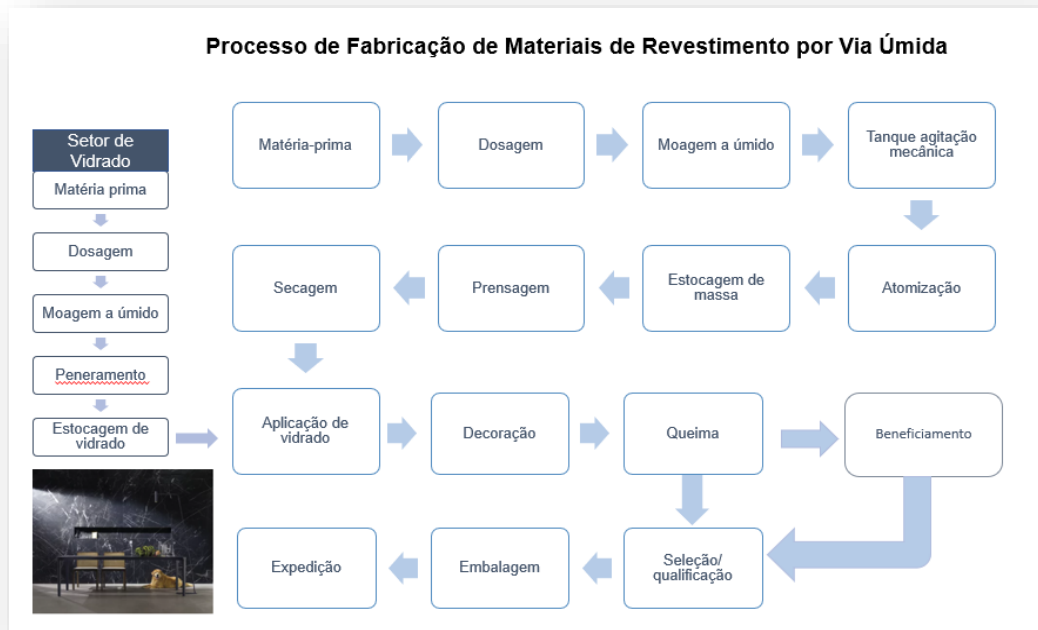 Processo de Fabricação de Materiais de Revestimento por Via Úmida
Setor de
Vidrado
Matéria prima
Dosagem
Moagem a úmido
Peneramento
Estocagem de
vidrado
Matéria-prima
Dosagem
Moagem a úmido
Tanque agitação
mecânica
Atomização
Estocagem de
massa
Prensagem
Secagem
Aplicação de
vidrado
Decoração
Queima
Beneficiamento
Seleção/
qualificação
Embalagem
Expedição